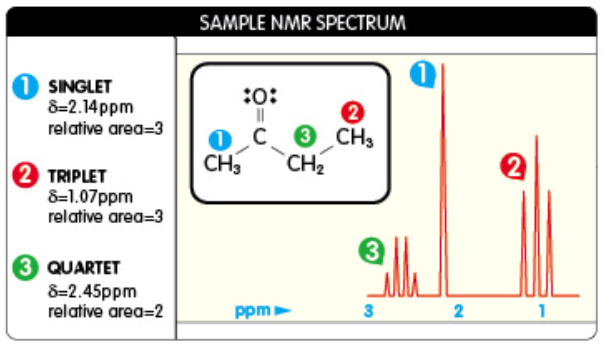 SAMPLE NMR SPECTRUM
1 SINGLET
δ=2.14ppm
relative area=3
2 TRIPLET
δ=1.07ppm
relative area=3
3 QUARTET
δ=2.45ppm
relative area=2
:O:
1 C 3 2
CH₃ CH₂ CH₃
1
2
3
ppm ► 3 2 1